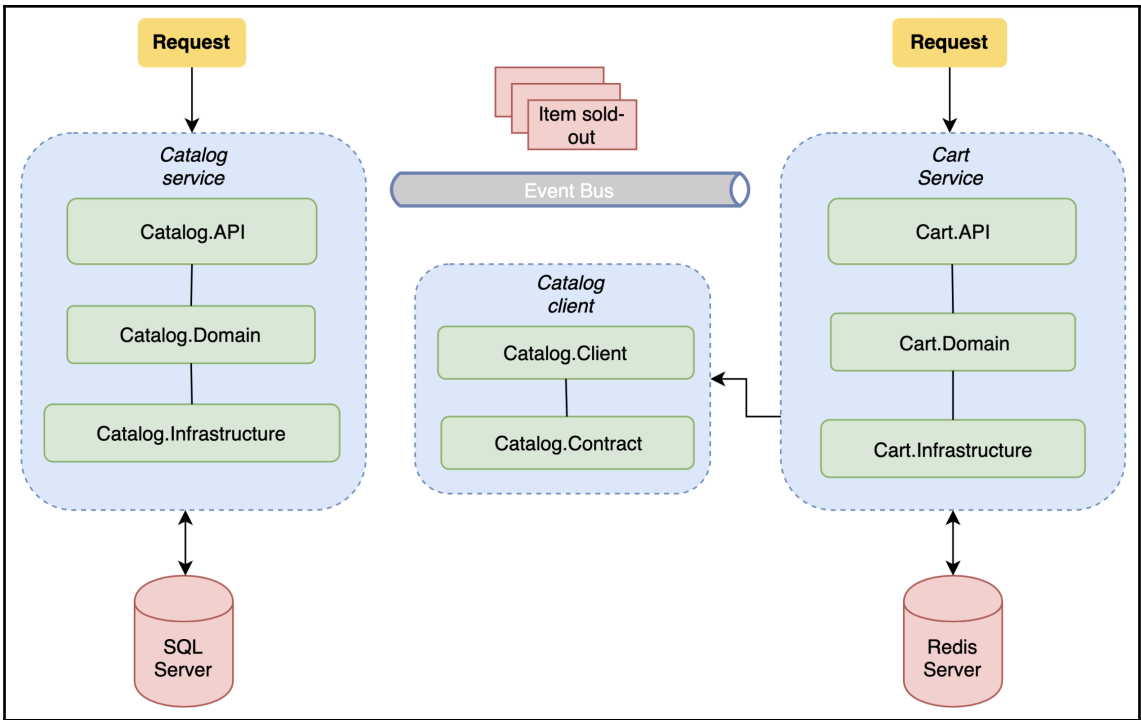 Request
Request
Item sold-
out
Event Bus
Catalog
service
Catalog.API
Catalog.Domain
Catalog.Infrastructure
Catalog
client
Catalog.Client
Catalog.Contract
Cart
Service
Cart.API
Cart.Domain
Cart.Infrastructure
SQL
Server
Redis
Server